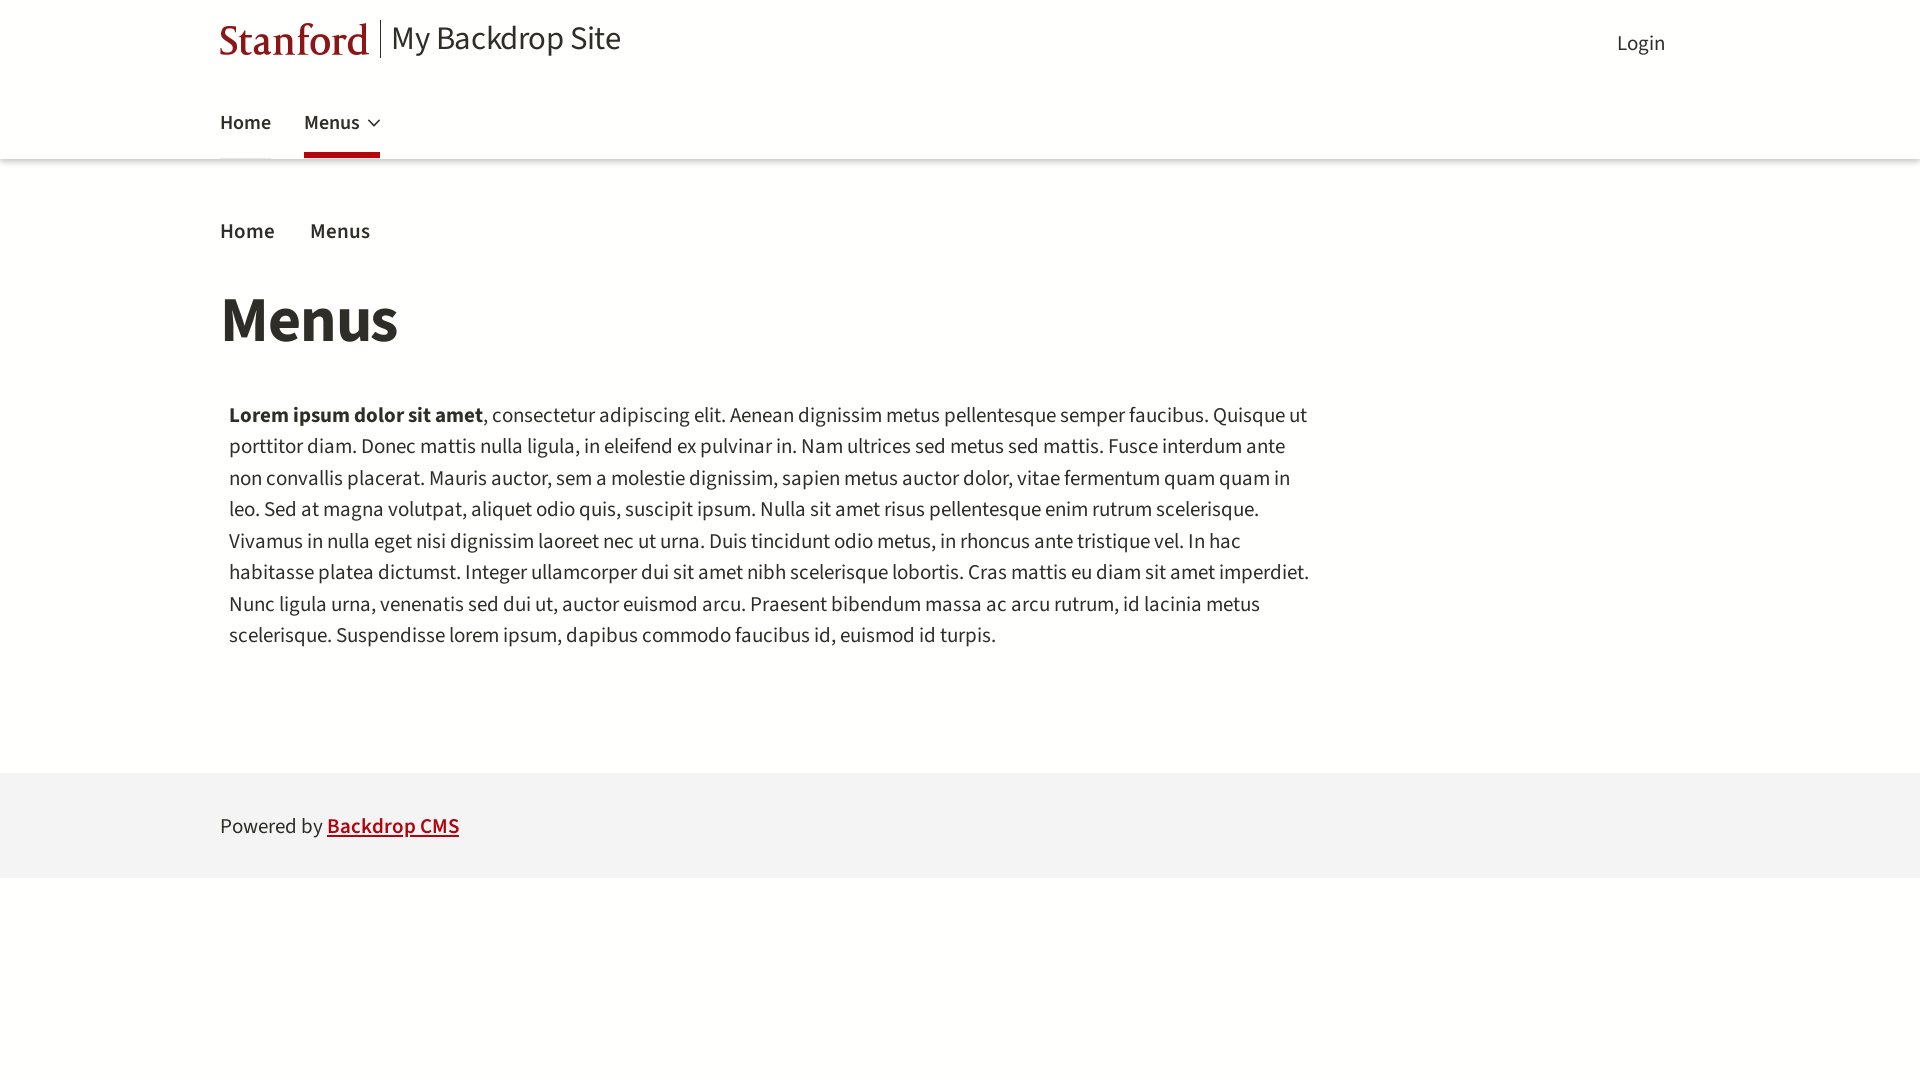 Stanford My Backdrop Site
Login
Home Menus
Home Menus
Menus
Lorem ipsum dolor sit amet, consectetur adipiscing elit. Aenean dignissim metus pellentesque semper faucibus. Quisque ut
porttitor diam. Donec mattis nulla ligula, in eleifend ex pulvinar in. Nam ultrices sed metus sed mattis. Fusce interdum ante
non convallis placerat. Mauris auctor, sem a molestie dignissim, sapien metus auctor dolor, vitae fermentum quam quam in
leo. Sed at magna volutpat, aliquet odio quis, suscipit ipsum. Nulla sit amet risus pellentesque enim rutrum scelerisque.
Vivamus in nulla eget nisi dignissim laoreet nec ut urna. Duis tincidunt odio metus, in rhoncus ante tristique vel. In hac
habitasse platea dictumst. Integer ullamcorper dui sit amet nibh scelerisque lobortis. Cras mattis eu diam sit amet imperdiet.
Nunc ligula urna, venenatis sed dui ut, auctor euismod arcu. Praesent bibendum massa ac arcu rutrum, id lacinia metus
scelerisque. Suspendisse lorem ipsum, dapibus commodo faucibus id, euismod id turpis.
Powered by Backdrop CMS